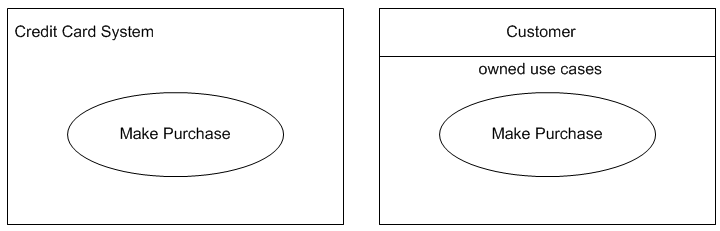 Credit Card System
Make Purchase
Customer
owned use cases
Make Purchase